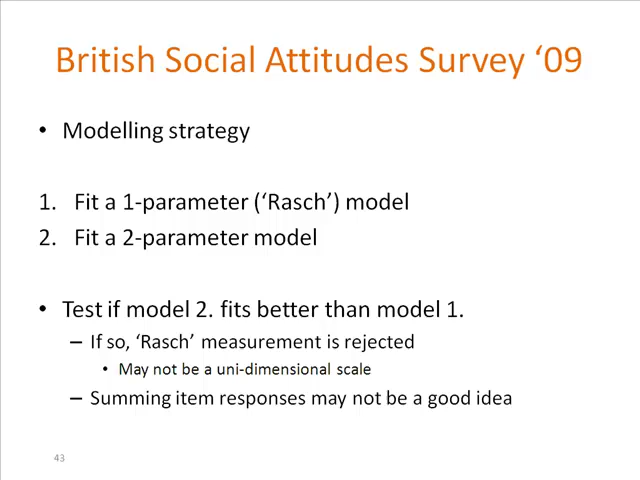 British Social Attitudes Survey ‘09
• Modelling strategy
1. Fit a 1-parameter (‘Rasch’) model
2. Fit a 2-parameter model
• Test if model 2. fits better than model 1.
– If so, ‘Rasch’ measurement is rejected
• May not be a uni-dimensional scale
– Summing item responses may not be a good idea
43